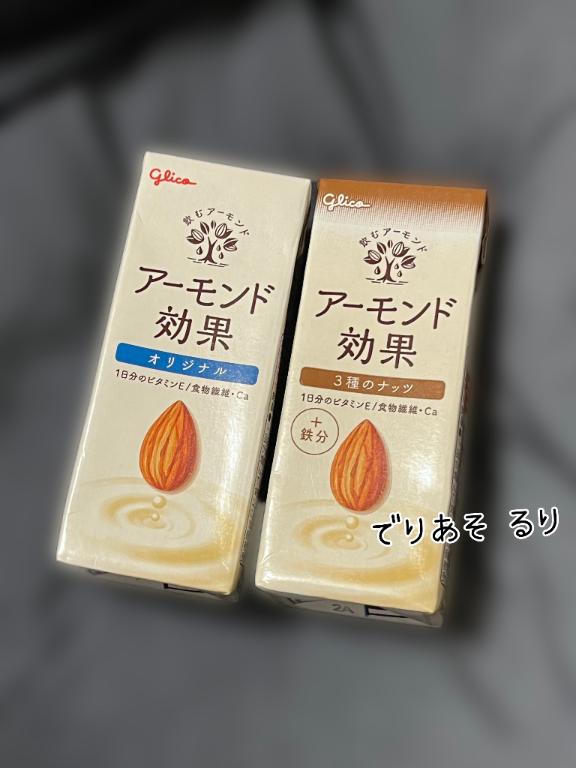 Glico
飲むアーモンド
アーモンド
効果
オリジナル
1日分のビタミンE/食物繊維・Ca
Glico
飲むアーモンド
アーモンド
効果
3種のナッツ
1日分のビタミンE/食物繊維・Ca
+
鉄分
でりあそ るり
2A